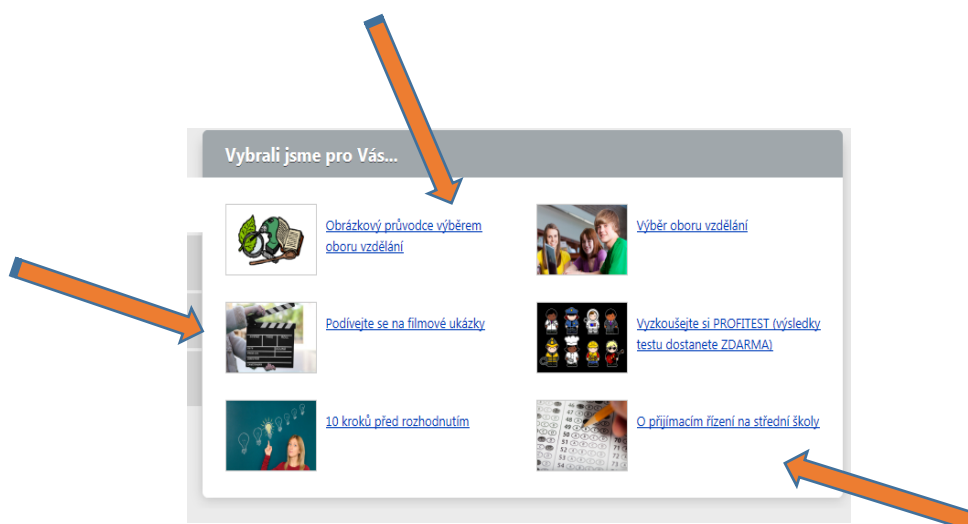 Vybrali jsme pro Vás...
Obrázkový průvodce výběrem
oboru vzdělání
Výběr oboru vzdělání
Podívejte se na filmové ukázky
Vyzkoušejte si PROFITEST (výsledky
testu dostanete ZDARMA)
10 kroků před rozhodnutím
O přijímacím řízení na střední školy